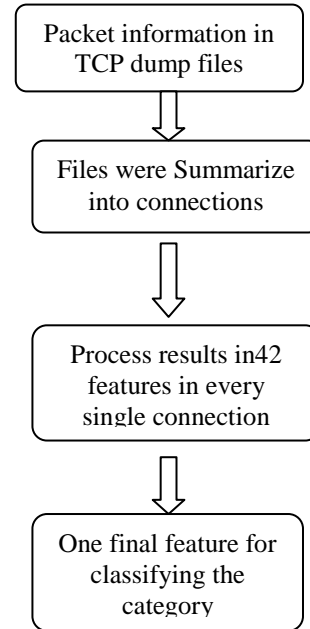 Packet information in
TCP dump files
Files were Summarize
into connections
Process results in42
features in every
single connection
One final feature for
classifying the
category